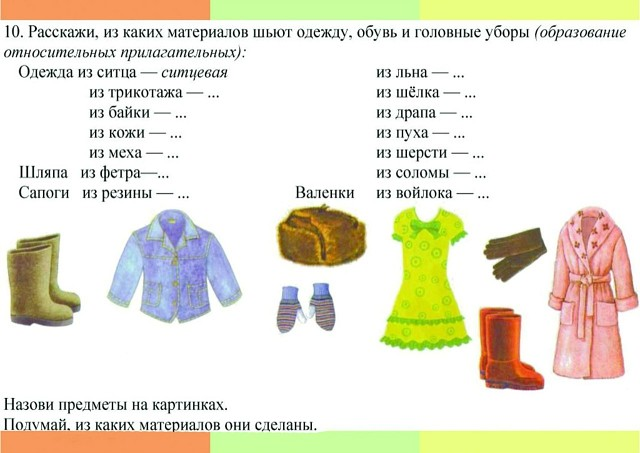 10. Расскажи, из каких материалов шьют одежду, обувь и головные уборы (образование
относительных прилагательных):
Одежда из ситца — ситцевая
из трикотажа — ...
из байки — ...
из кожи — ...
из меха — ...
Шляпа из фетра—...
Сапоги из резины — ...
из льна — ...
из шёлка — ...
из драпа — ...
из пуха — ...
из шерсти — ...
из соломы — ...
Валенки из войлока — ...
Назови предметы на картинках.
Подумай, из каких материалов они сделаны.